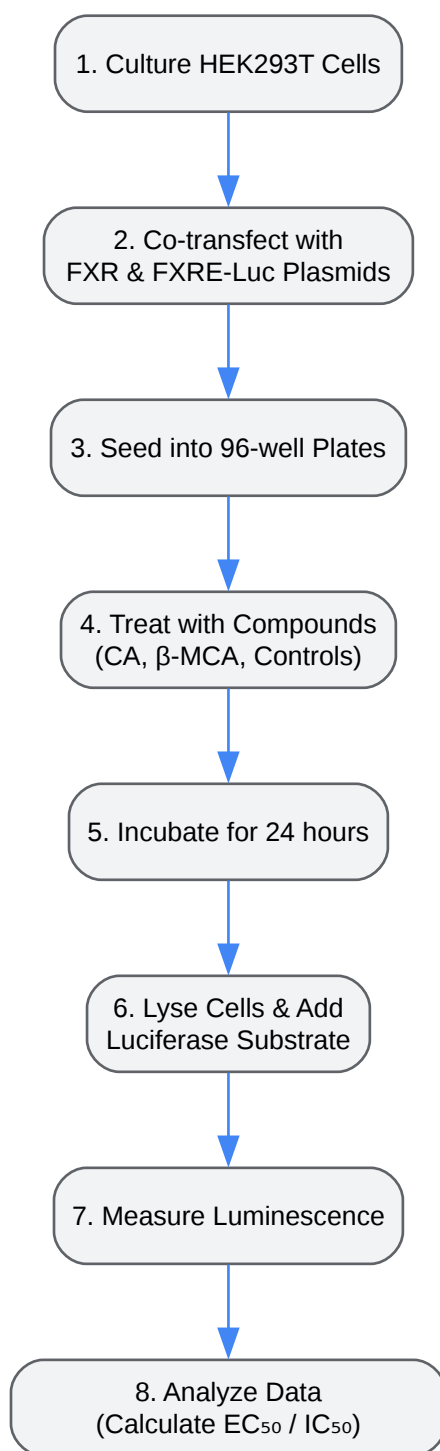 1. Culture HEK293T Cells
2. Co-transfect with
FXR & FXRE-Luc Plasmids
3. Seed into 96-well Plates
4. Treat with Compounds
(CA, β-MCA, Controls)
5. Incubate for 24 hours
6. Lyse Cells & Add
Luciferase Substrate
7. Measure Luminescence
8. Analyze Data
(Calculate EC₅₀ / IC₅₀)